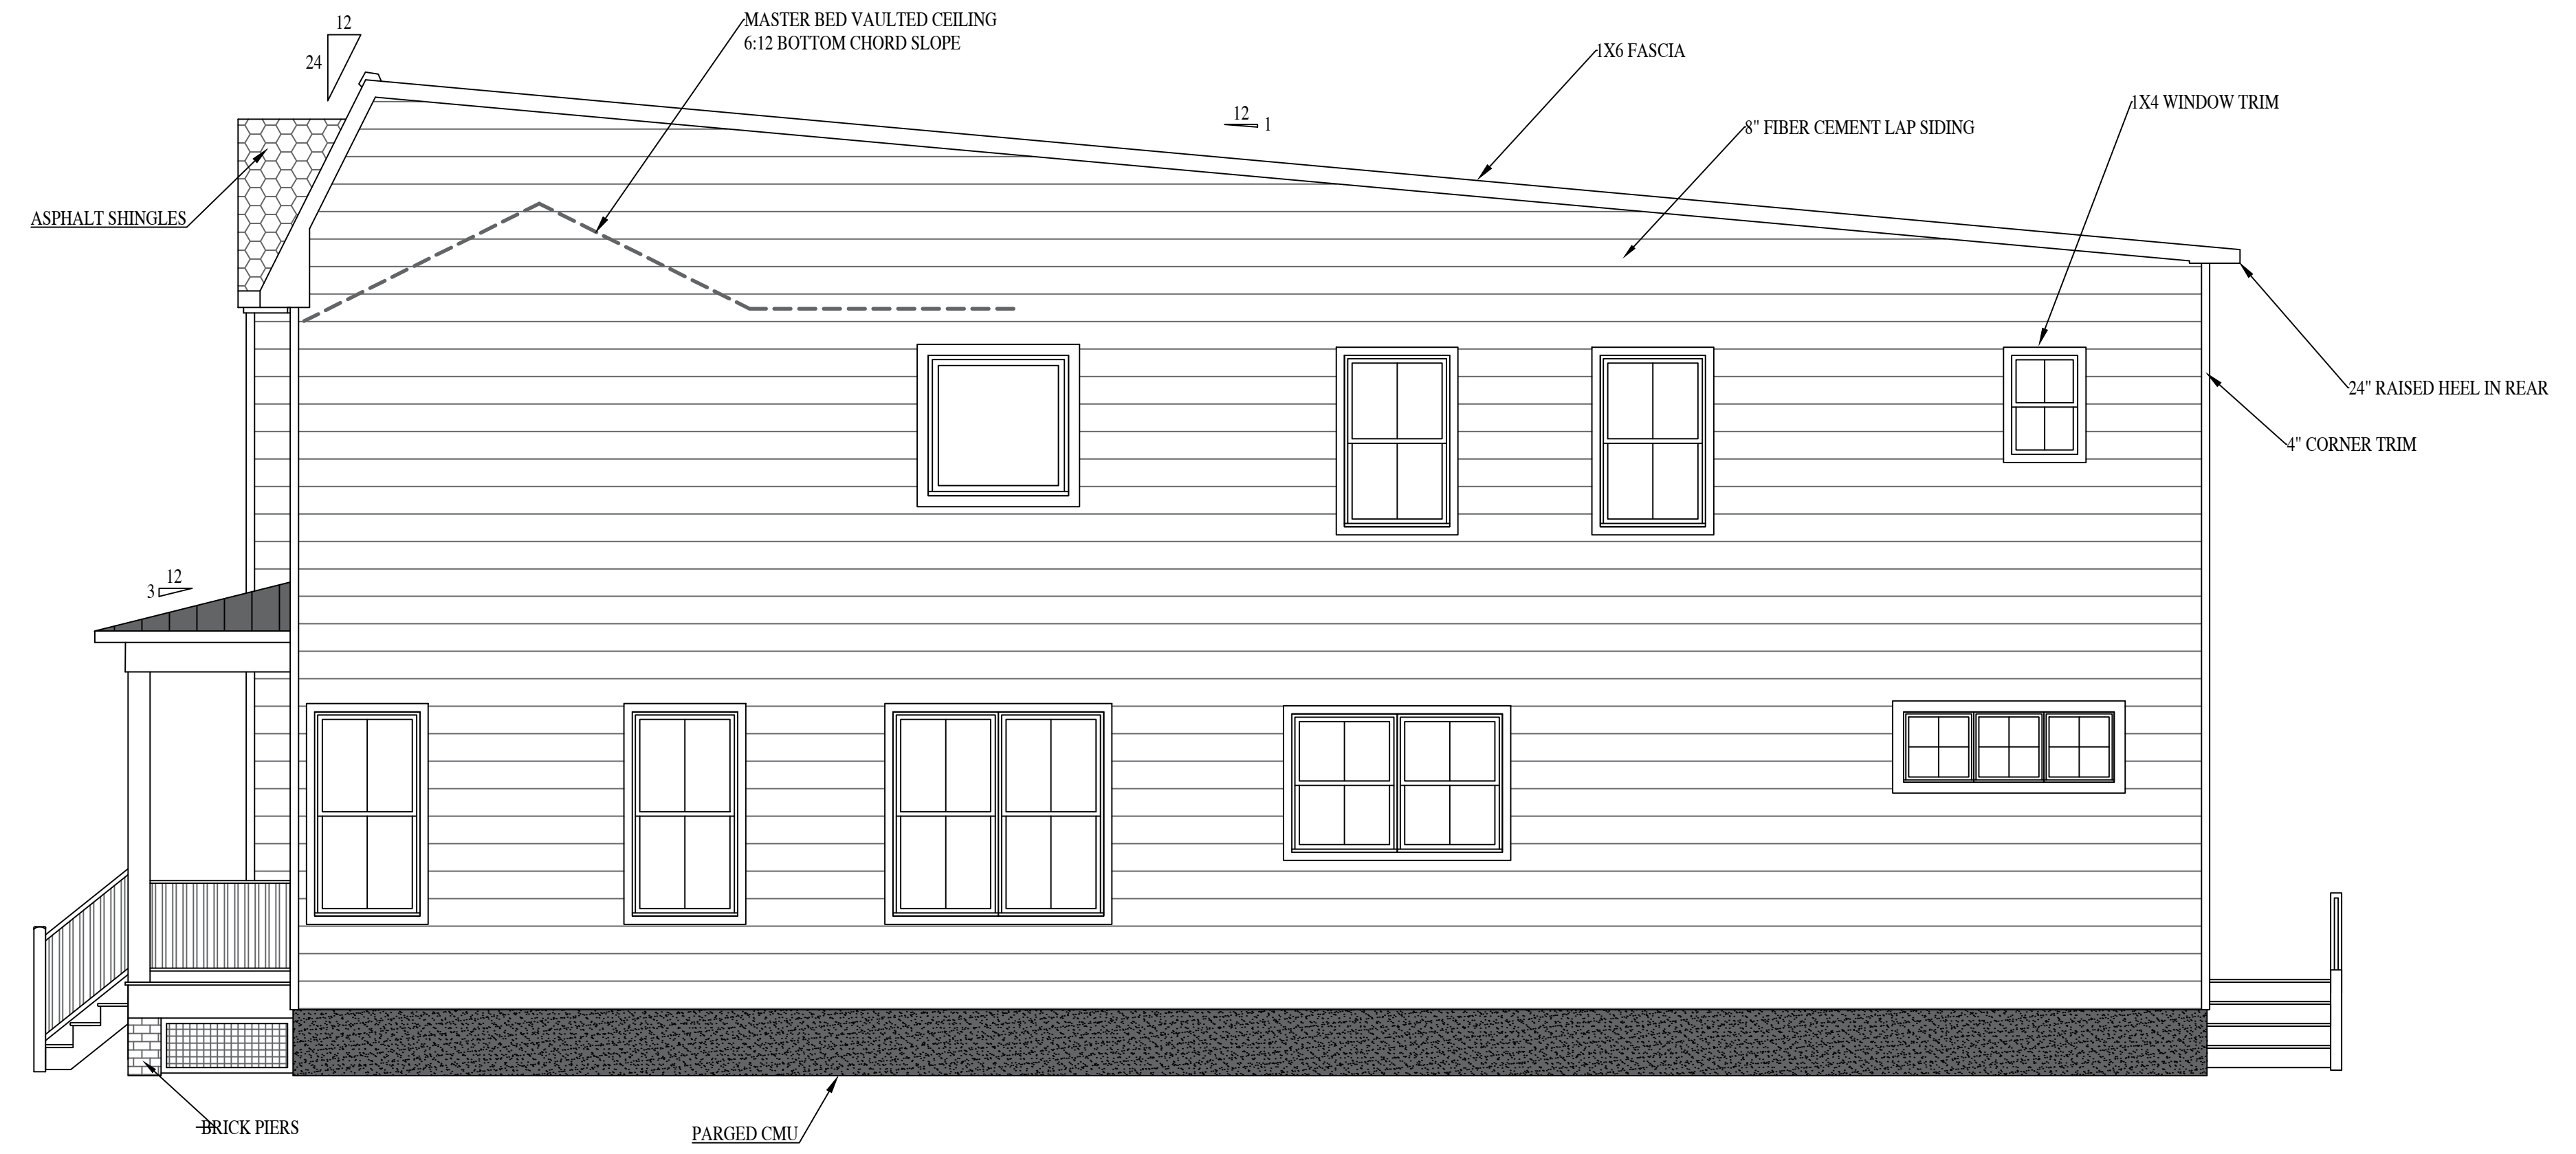 12
24
MASTER BED VAULTED CEILING
6:12 BOTTOM CHORD SLOPE
1X6 FASCIA
1X4 WINDOW TRIM
12
1
8" FIBER CEMENT LAP SIDING
ASPHALT SHINGLES
24" RAISED HEEL IN REAR
4" CORNER TRIM
12
3
BRICK PIERS
PARGED CMU